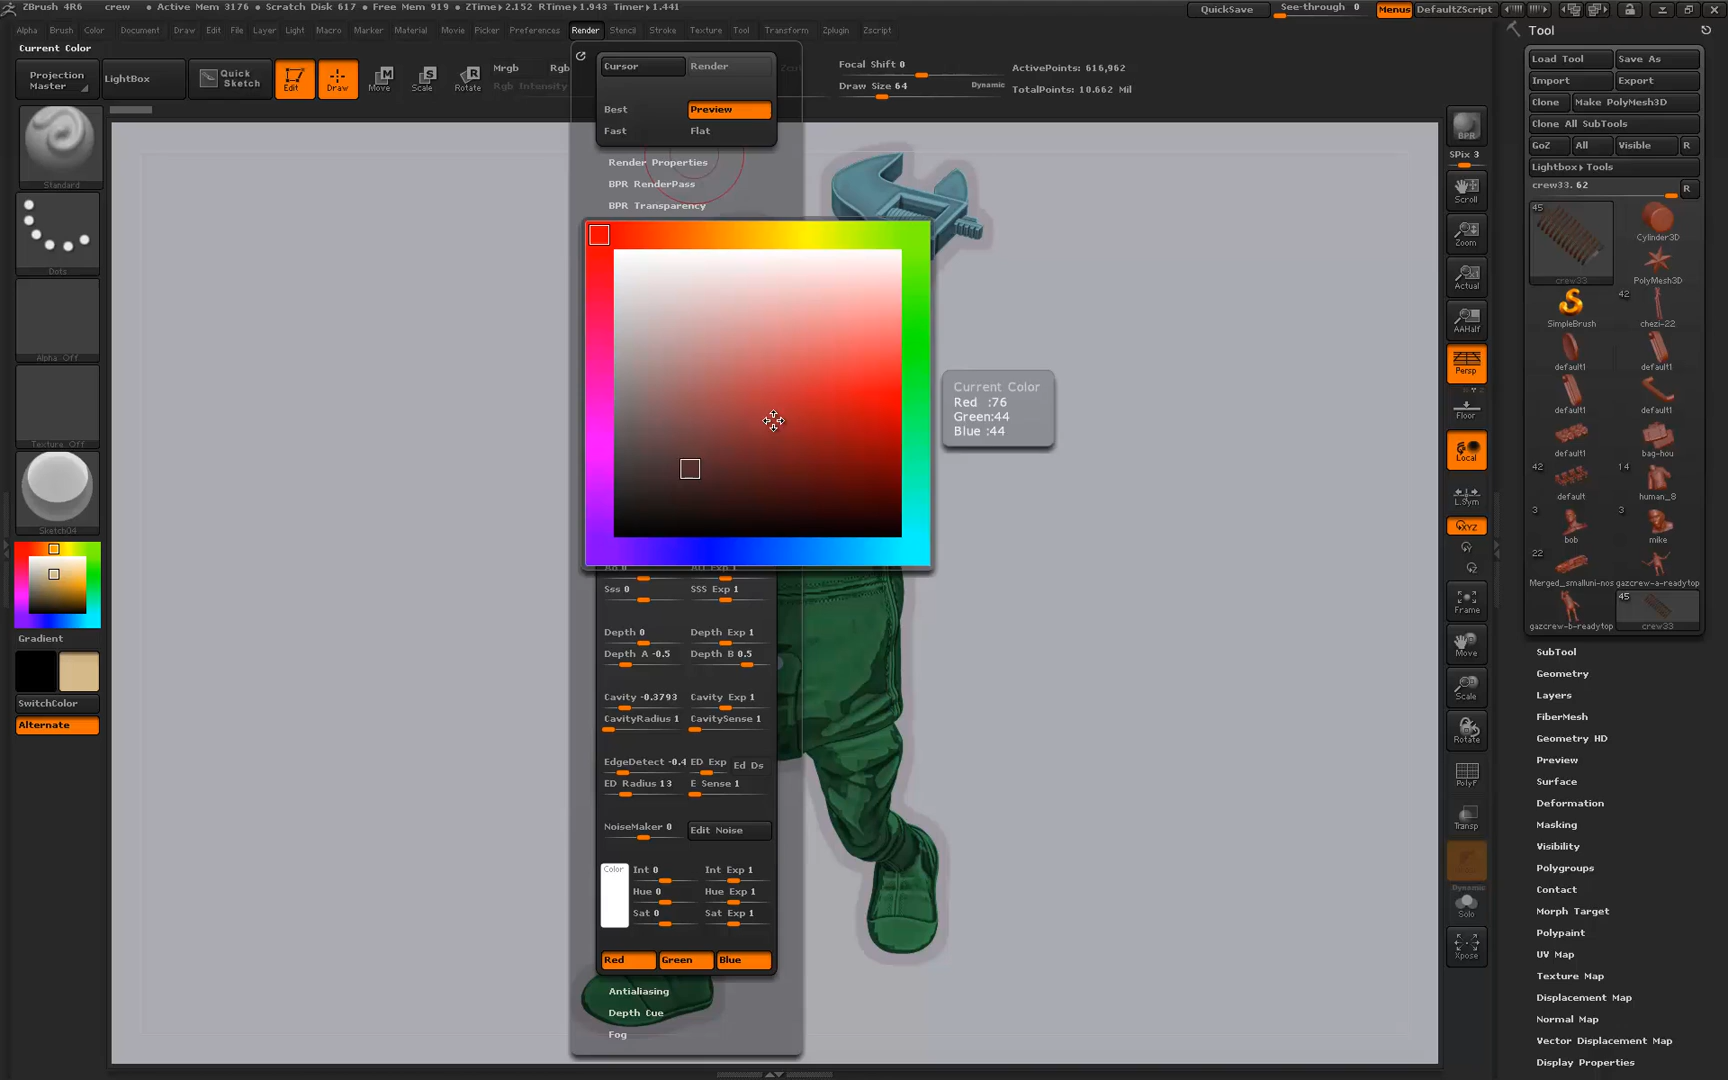 ZBrush 4R6 crew • Active Mem 3176 • Scratch Disk 617 • Free Mem 919 • ZTime▸2.152 RTime▸1.943 Timer▸1.441
QuickSave
See-through 0
Menus
DefaultZScript
Alpha Brush Color Document Draw Edit File Layer Light Macro Marker Material Movie Picker Preferences Render Stencil Stroke Texture Tool Transform Zplugin Zscript
Current Color
Projection
Master
LightBox
Quick
Sketch
Edit
Draw
Move
Scale
Rotate
Mrgb
Rgb
Rgb Intensity
Focal Shift 0
Draw Size 64
Dynamic
ActivePoints: 616,962
TotalPoints: 10.662 Mil
Cursor
Render
Best
Preview
Fast
Flat
Render Properties
BPR RenderPass
BPR Transparency
Current Color
Red :76
Green:44
Blue :44
Sss 0
SSS Exp 1
Depth 0
Depth Exp 1
Depth A -0.5
Depth B 0.5
Cavity -0.3793
Cavity Exp 1
CavityRadius 1
CavitySense 1
EdgeDetect -0.4
ED Exp
Ed Ds
ED Radius 13
E Sense 1
NoiseMaker 0
Edit Noise
Color
Int 0
Int Exp 1
Hue 0
Hue Exp 1
Sat 0
Sat Exp 1
Red
Green
Blue
Antialiasing
Depth Cue
Fog
Standard
Dots
Alpha Off
Texture Off
Sketch04
Gradient
SwitchColor
Alternate
BPR
SPix 3
Scroll
Zoom
Actual
AAHalf
Persp
Floor
Local
L.Sym
XYZ
Frame
Move
Scale
Rotate
PolyF
Transp
Dynamic
Solo
Xpose
Tool
Load Tool
Save As
Import
Export
Clone
Make PolyMesh3D
Clone All SubTools
GoZ
All
Visible
R
Lightbox▸Tools
crew33. 62
R
45
crew33
Cylinder3D
PolyMesh3D
SimpleBrush
42
chezi-22
default1
default1
default1
default1
default1
bag-hou
42
default
14
human_8
3
bob
3
mike
22
Merged_smalluni-nos
gazcrew-a-readytop
gazcrew-b-readytop
45
crew33
SubTool
Geometry
Layers
FiberMesh
Geometry HD
Preview
Surface
Deformation
Masking
Visibility
Polygroups
Contact
Morph Target
Polypaint
UV Map
Texture Map
Displacement Map
Normal Map
Vector Displacement Map
Display Properties